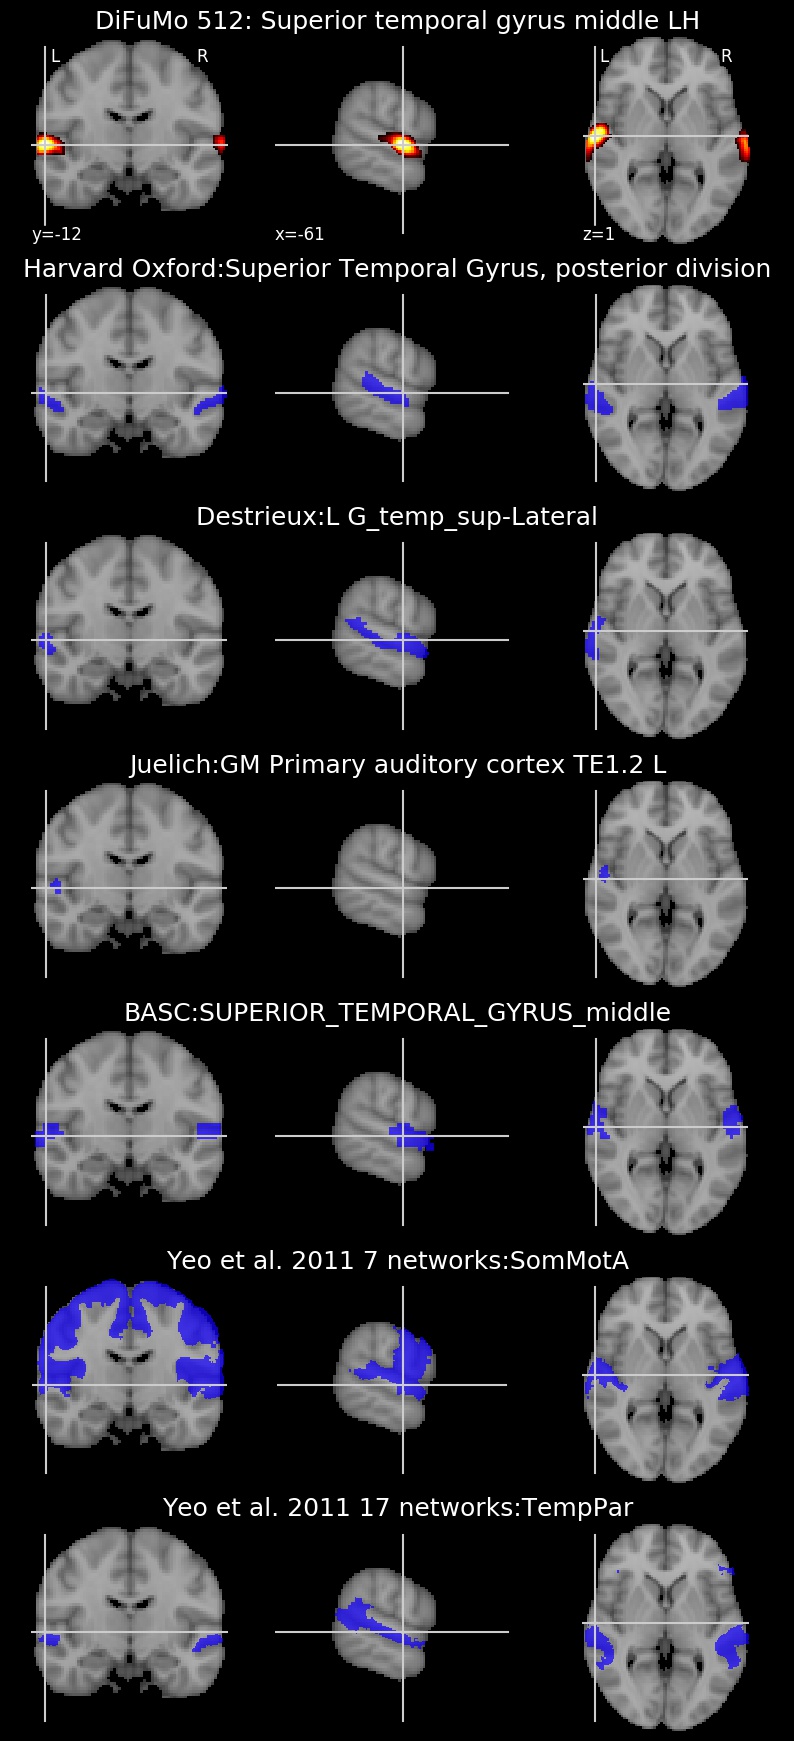 DiFuMo 512: Superior temporal gyrus middle LH
L R L R
y=-12 x=-61 z=1
Harvard Oxford:Superior Temporal Gyrus, posterior division
Destrieux:L G_temp_sup-Lateral
Juelich:GM Primary auditory cortex TE1.2 L
BASC:SUPERIOR_TEMPORAL_GYRUS_middle
Yeo et al. 2011 7 networks:SomMotA
Yeo et al. 2011 17 networks:TempPar